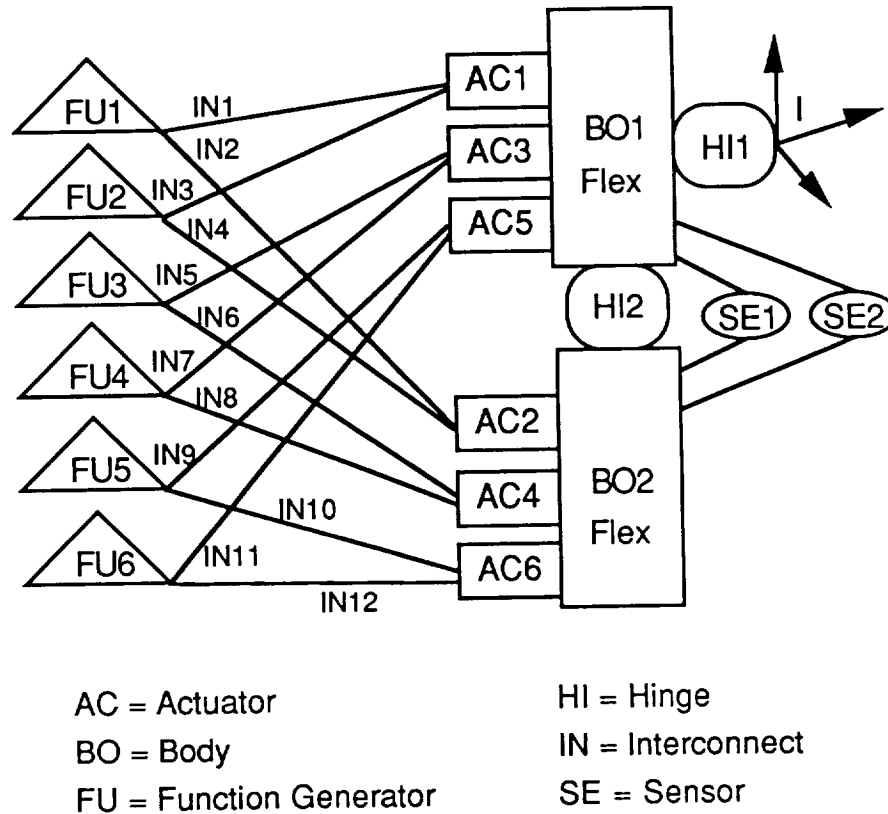 FU1
IN1
IN2
AC1
BO1
Flex
HI1
I
FU2
IN3
IN4
AC3
FU3
IN5
IN6
AC5
HI2
SE1
SE2
FU4
IN7
IN8
AC2
FU5
IN9
IN10
AC4
BO2
Flex
FU6
IN11
IN12
AC6
AC = Actuator
BO = Body
FU = Function Generator
HI = Hinge
IN = Interconnect
SE = Sensor